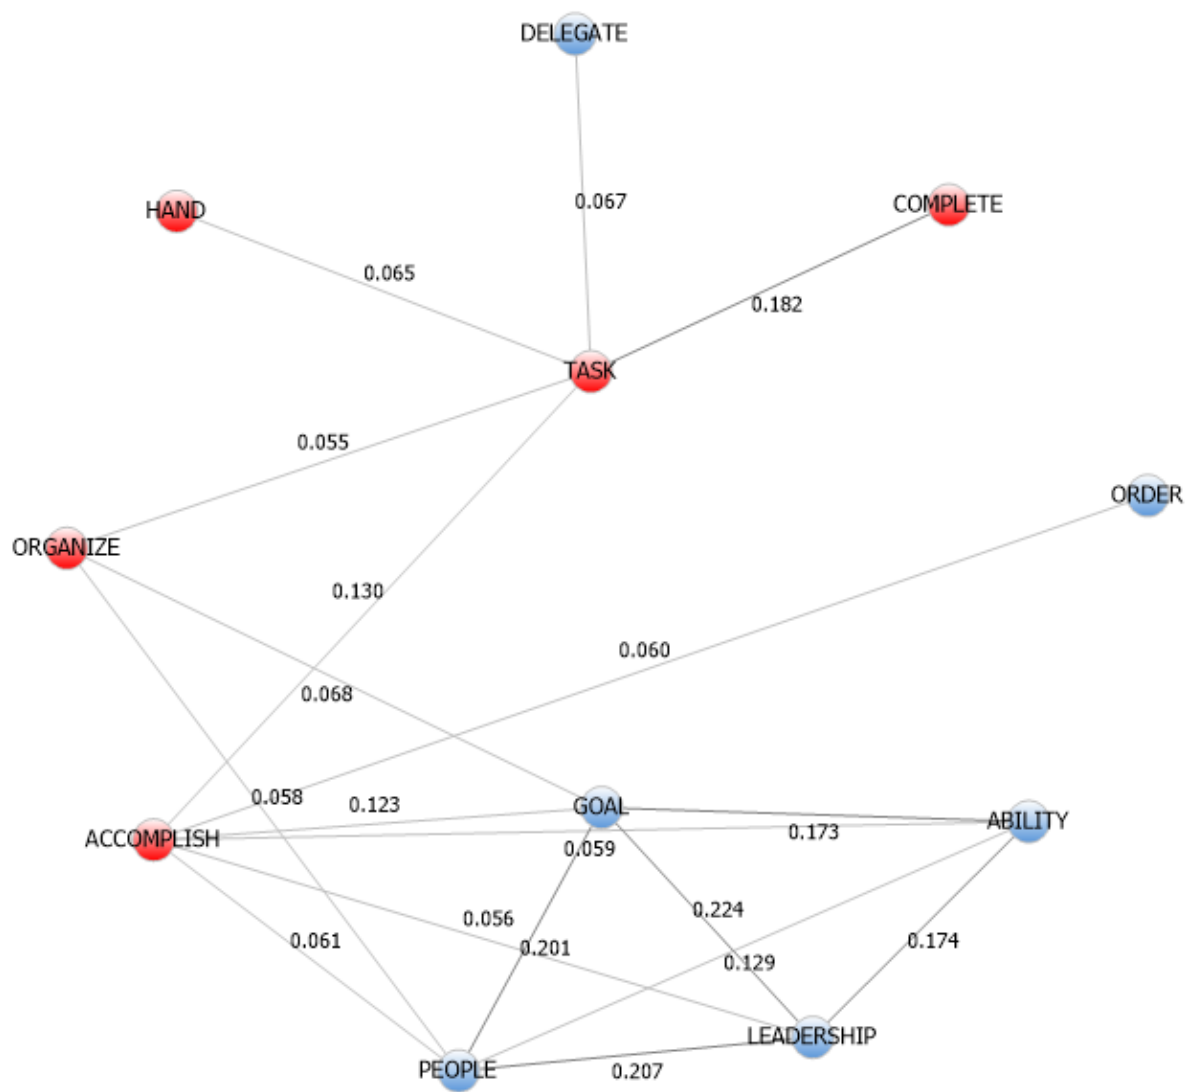 DELEGATE
HAND
0.067
COMPLETE
0.065
0.182
TASK
0.055
ORDER
ORGANIZE
0.130
0.060
0.068
0.058
0.123
GOAL
ABILITY
ACCOMPLISH
0.059
0.173
0.056
0.224
0.061
0.201
0.174
0.129
LEADERSHIP
PEOPLE
0.207